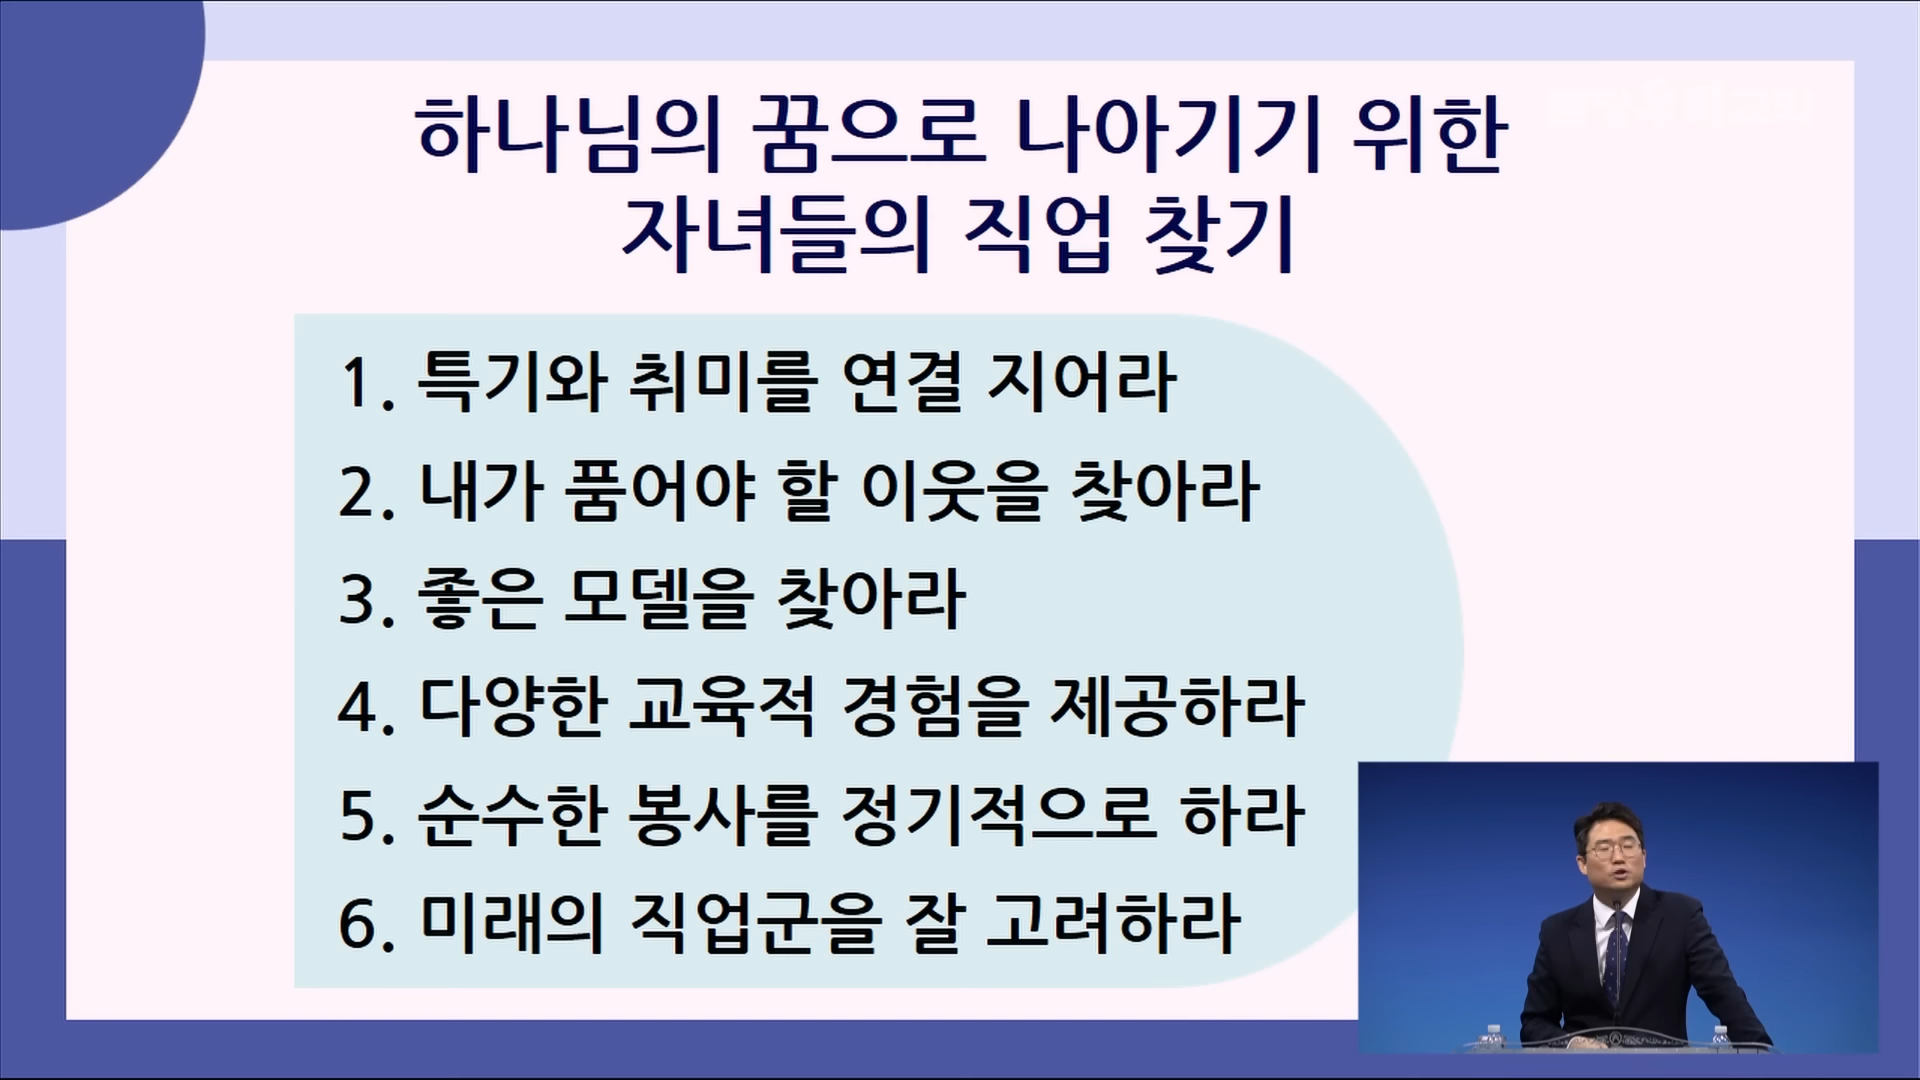 하나님의 꿈으로 나아기기 위한
자녀들의 직업 찾기
1. 특기와 취미를 연결 지어라
2. 내가 품어야 할 이웃을 찾아라
3. 좋은 모델을 찾아라
4. 다양한 교육적 경험을 제공하라
5. 순수한 봉사를 정기적으로 하라
6. 미래의 직업군을 잘 고려하라